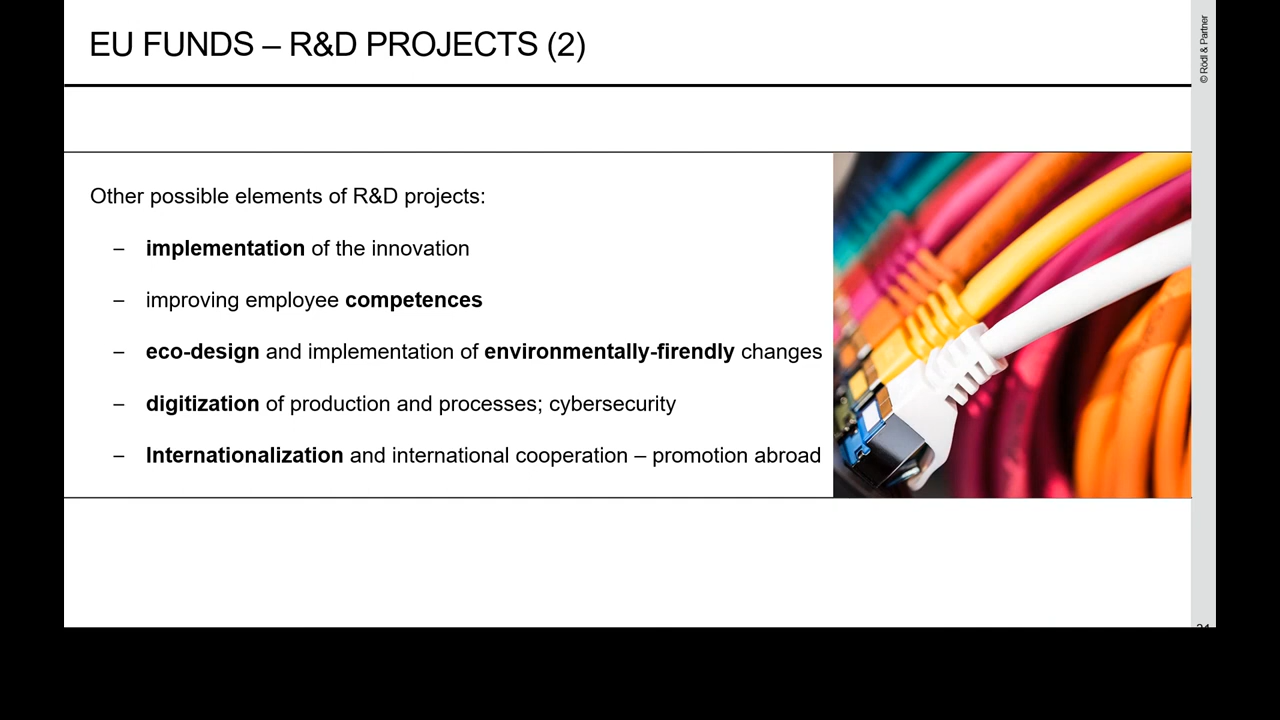 EU FUNDS – R&D PROJECTS (2)
© Rödl & Partner
Other possible elements of R&D projects:
– implementation of the innovation
– improving employee competences
– eco-design and implementation of environmentally-firendly changes
– digitization of production and processes; cybersecurity
– Internationalization and international cooperation – promotion abroad